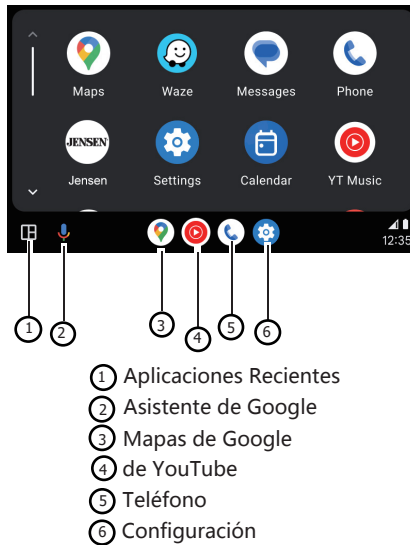 Maps Waze Messages Phone
JENSEN
Jensen Settings Calendar YT Music
12:35
1 2 3 4 5 6
1 Aplicaciones Recientes
2 Asistente de Google
3 Mapas de Google
4 de YouTube
5 Teléfono
6 Configuración